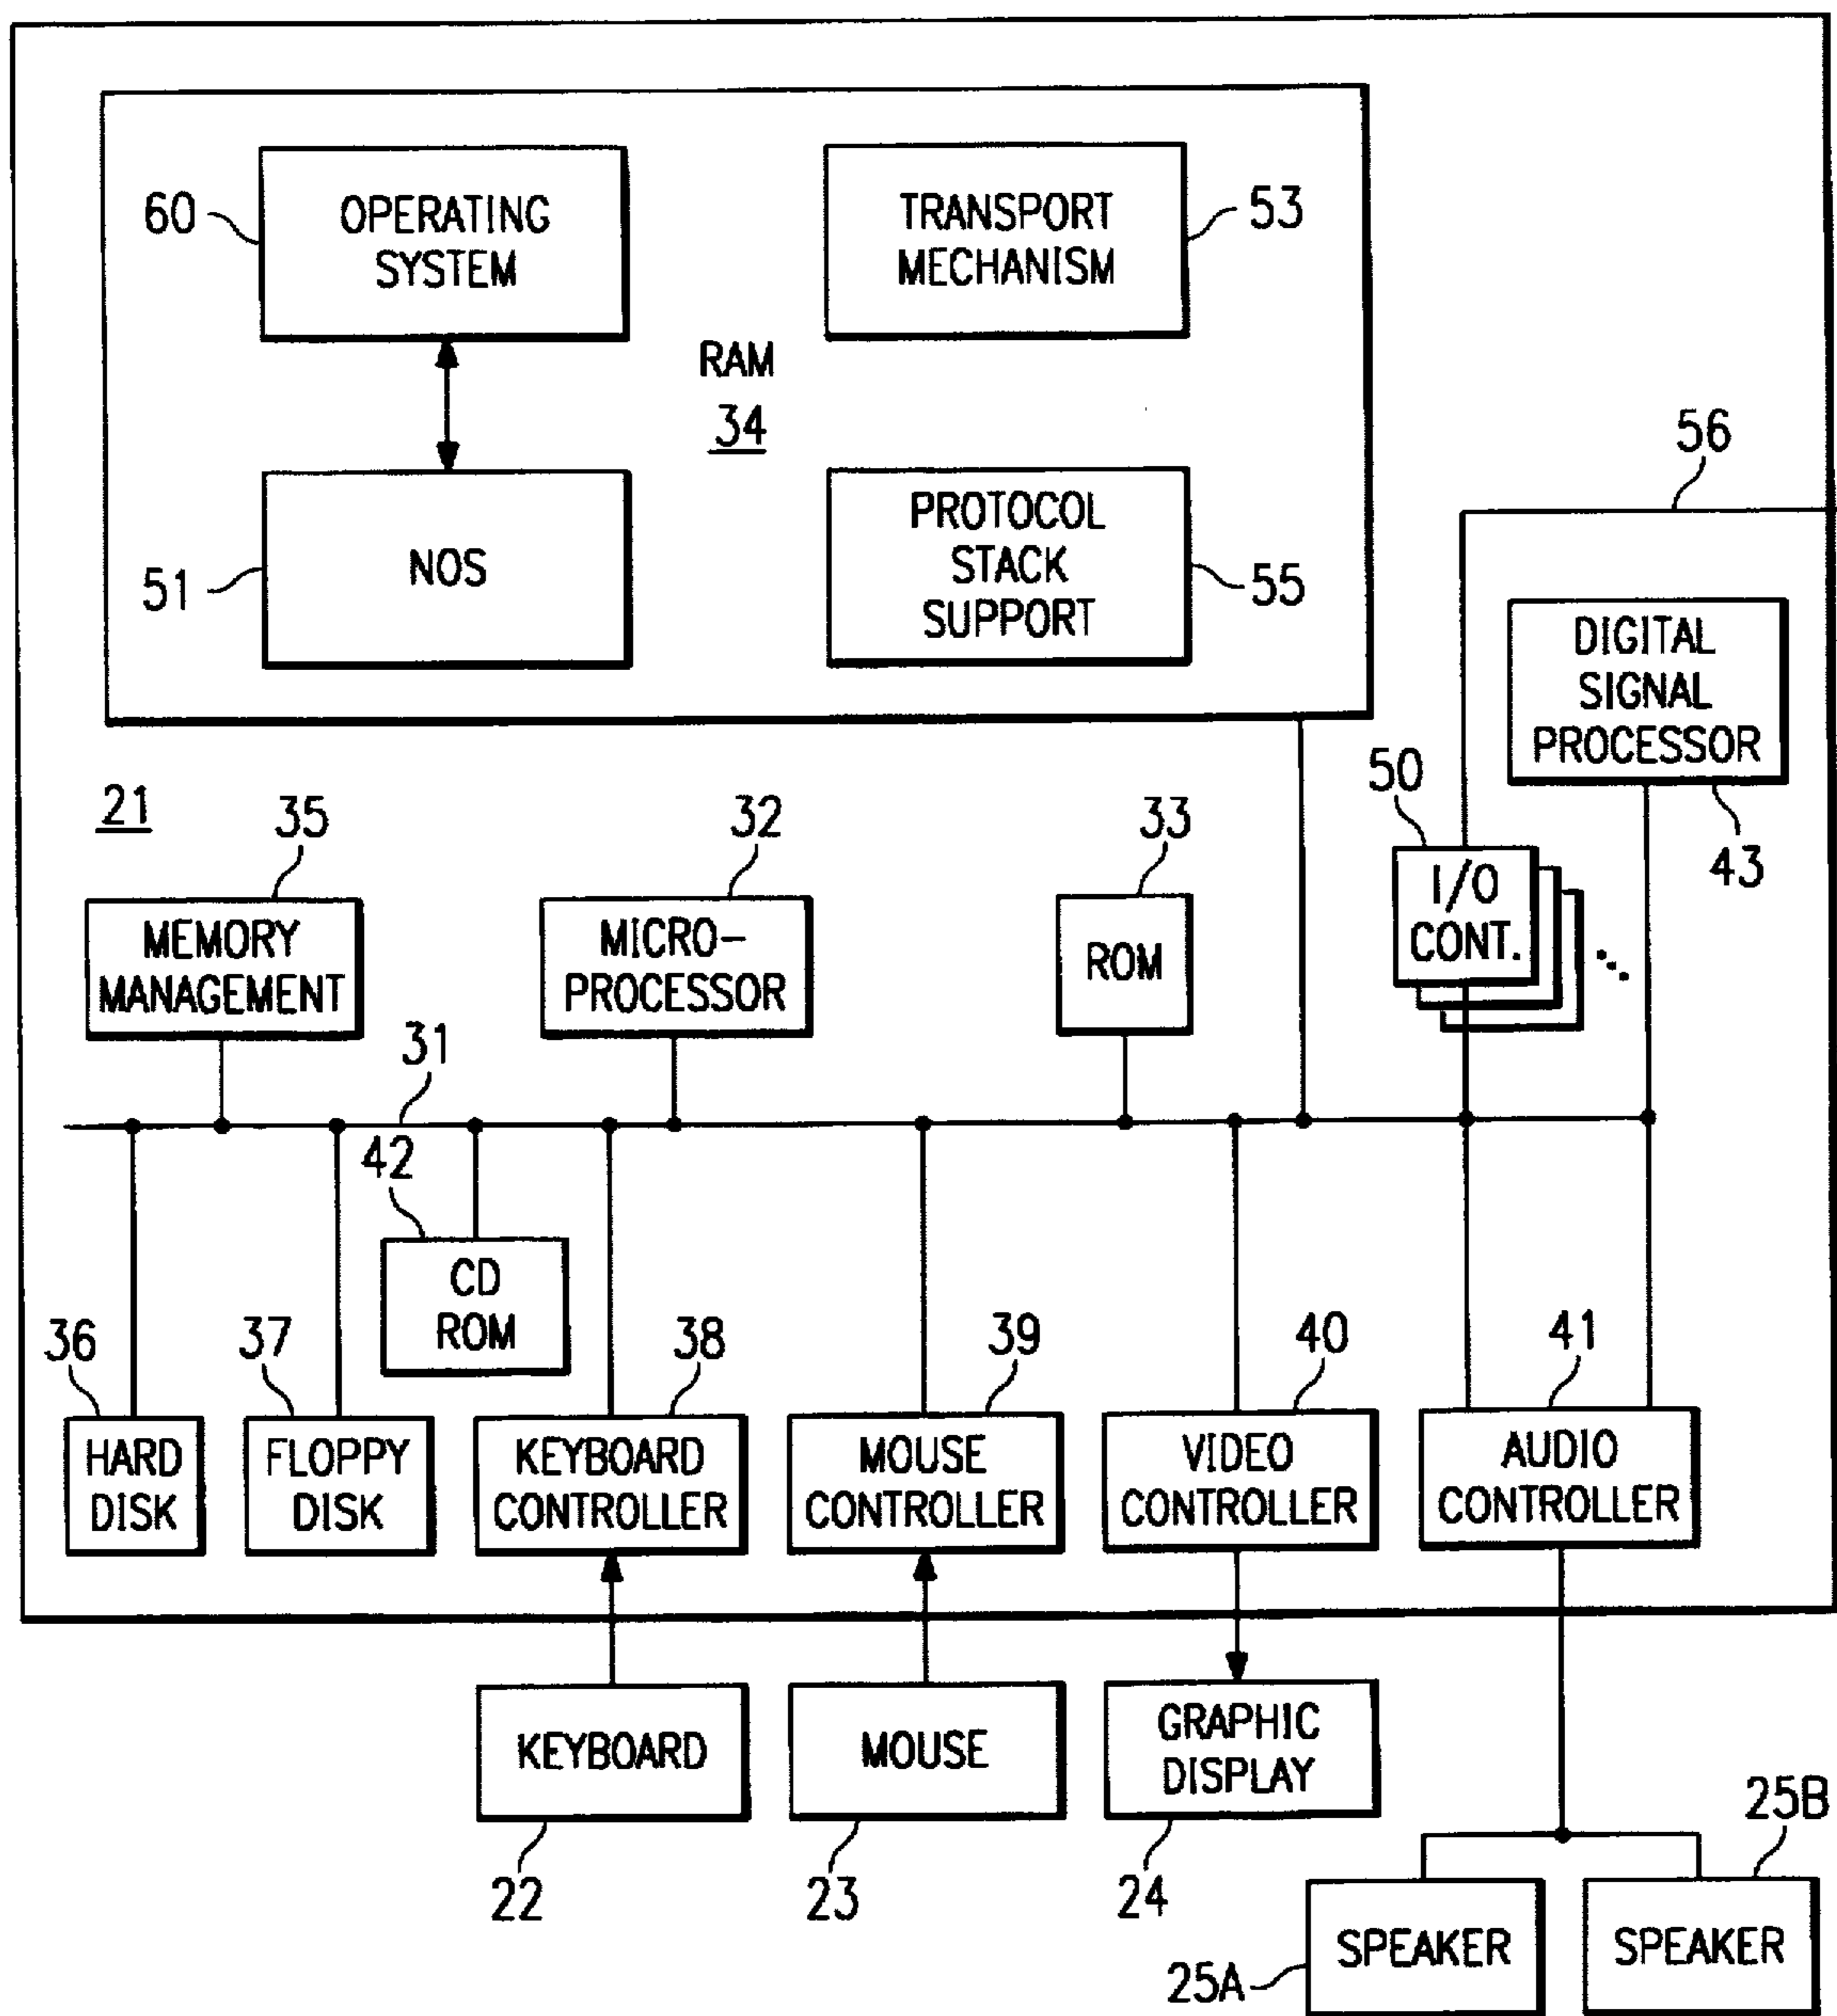 60
OPERATING
SYSTEM
TRANSPORT
MECHANISM
53
RAM
34
51
NOS
PROTOCOL
STACK
SUPPORT
55
56
DIGITAL
SIGNAL
PROCESSOR
43
50
I/O
CONT.
21
35
MEMORY
MANAGEMENT
32
MICRO-
PROCESSOR
33
ROM
31
42
CD
ROM
36
HARD
DISK
37
FLOPPY
DISK
38
KEYBOARD
CONTROLLER
39
MOUSE
CONTROLLER
40
VIDEO
CONTROLLER
41
AUDIO
CONTROLLER
KEYBOARD
22
MOUSE
23
GRAPHIC
DISPLAY
24
25B
25A
SPEAKER
SPEAKER